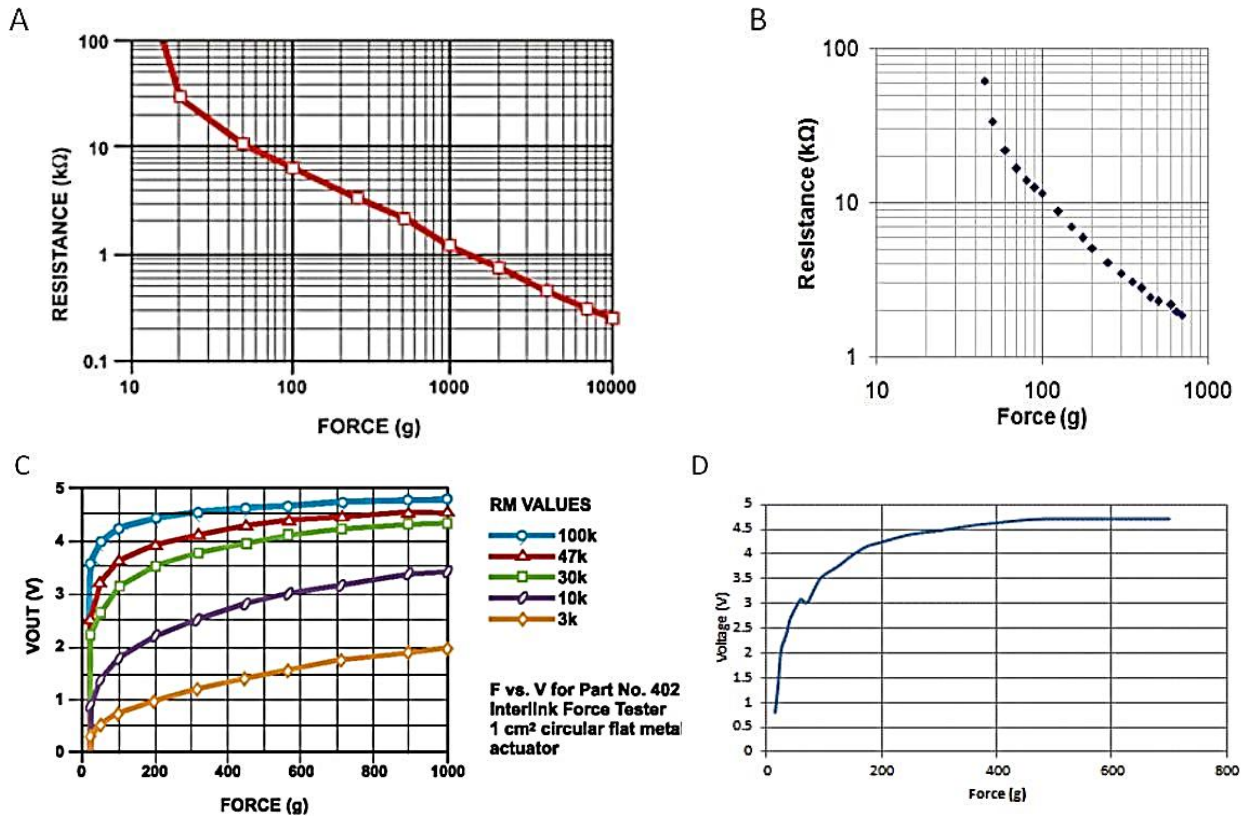 A
RESISTANCE (kΩ)
100
10
1
0.1
10
100
1000
10000
FORCE (g)
B
Resistance (kΩ)
100
10
1
10
100
1000
Force (g)
C
VOUT (V)
5
4
3
2
1
0
0
200
400
600
800
1000
FORCE (g)
RM VALUES
100k
47k
30k
10k
3k
F vs. V for Part No. 402
Interlink Force Tester
1 cm² circular flat metal
actuator
D
Voltage (V)
5
4.5
4
3.5
3
2.5
2
1.5
1
0.5
0
0
200
400
600
800
Force (g)